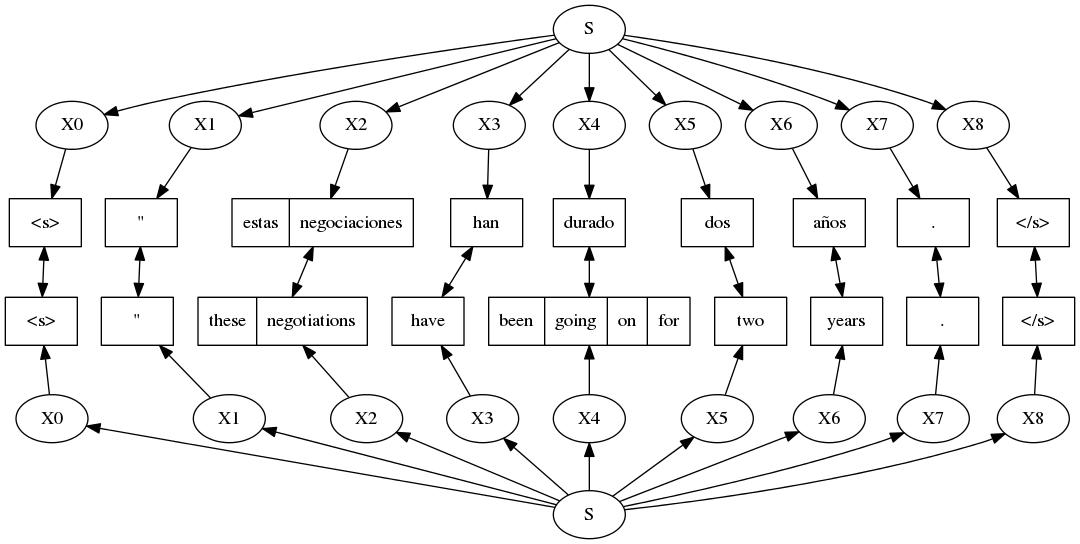 S
X0 X1 X2 X3 X4 X5 X6 X7 X8
<s> " estas negociaciones han durado dos años . </s>
<s> " these negotiations have been going on for two years . </s>
X0 X1 X2 X3 X4 X5 X6 X7 X8
S